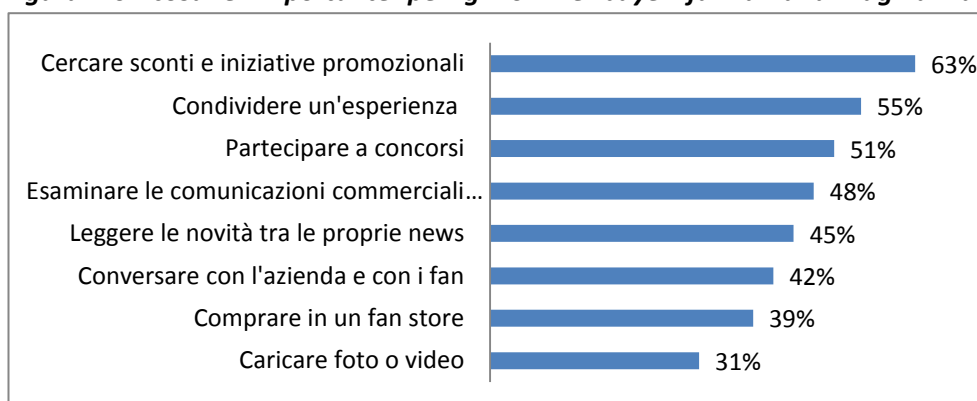 Cercare sconti e iniziative promozionali 63%
Condividere un'esperienza 55%
Partecipare a concorsi 51%
Esaminare le comunicazioni commerciali... 48%
Leggere le novità tra le proprie news 45%
Conversare con l'azienda e con i fan 42%
Comprare in un fan store 39%
Caricare foto o video 31%